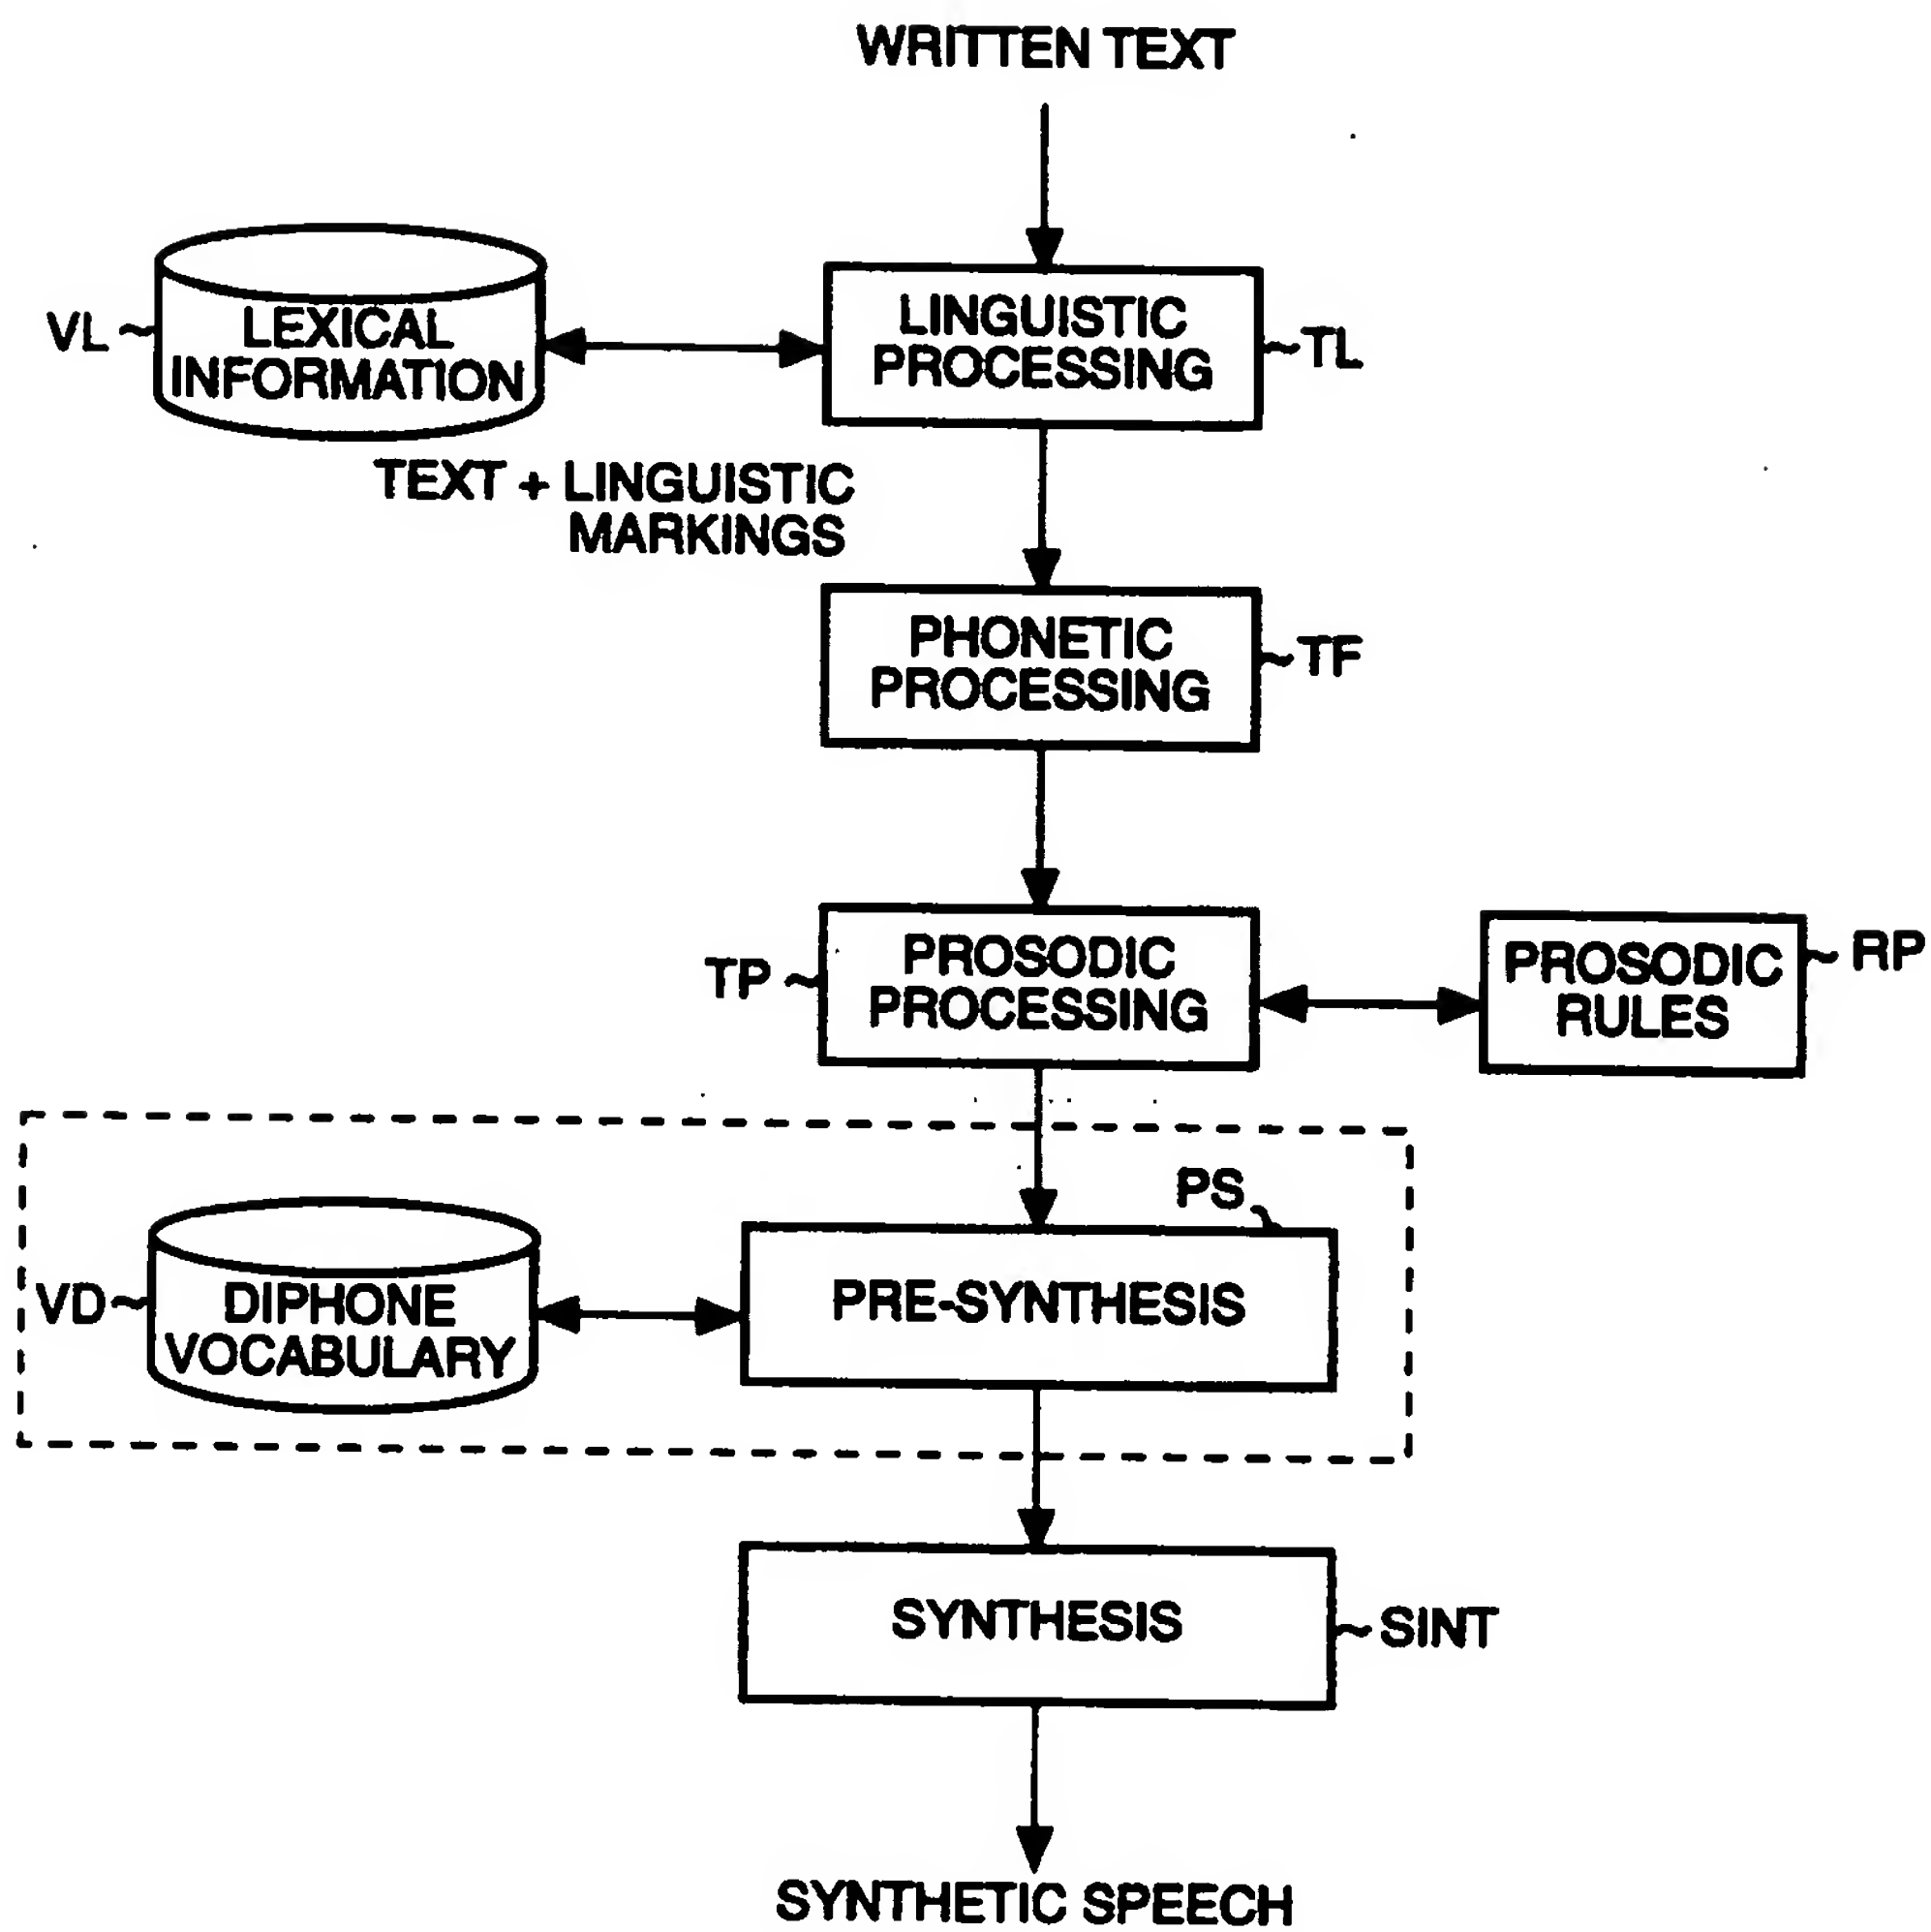 WRITTEN TEXT
VL
LEXICAL
INFORMATION
LINGUISTIC
PROCESSING
TL
TEXT + LINGUISTIC
MARKINGS
PHONETIC
PROCESSING
TF
TP
PROSODIC
PROCESSING
PROSODIC
RULES
RP
PS
VD
DIPHONE
VOCABULARY
PRE-SYNTHESIS
SYNTHESIS
SINT
SYNTHETIC SPEECH